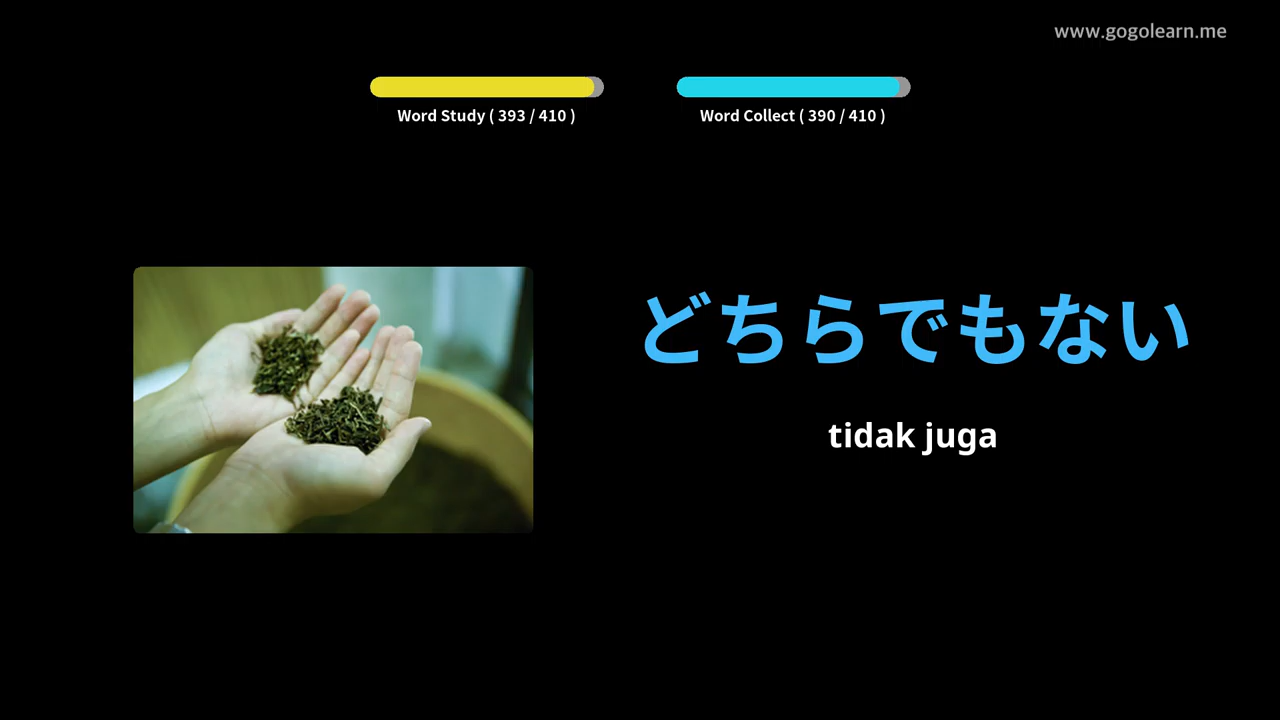 www.gogolearn.me
Word Study ( 393 / 410 )
Word Collect ( 390 / 410 )
どちらでもない
tidak juga